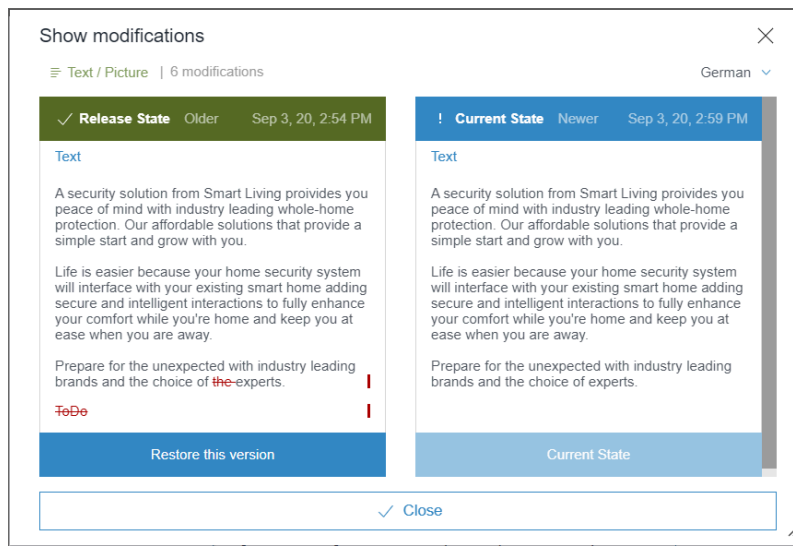 Show modifications
Text / Picture | 6 modifications
German
Release State Older Sep 3, 20, 2:54 PM
Text
A security solution from Smart Living proivides you
peace of mind with industry leading whole-home
protection. Our affordable solutions that provide a
simple start and grow with you.
Life is easier because your home security system
will interface with your existing smart home adding
secure and intelligent interactions to fully enhance
your comfort while you're home and keep you at
ease when you are away.
Prepare for the unexpected with industry leading
brands and the choice of the experts.
ToDo
Restore this version
! Current State Newer Sep 3, 20, 2:59 PM
Text
A security solution from Smart Living proivides you
peace of mind with industry leading whole-home
protection. Our affordable solutions that provide a
simple start and grow with you.
Life is easier because your home security system
will interface with your existing smart home adding
secure and intelligent interactions to fully enhance
your comfort while you're home and keep you at
ease when you are away.
Prepare for the unexpected with industry leading
brands and the choice of experts.
Current State
Close